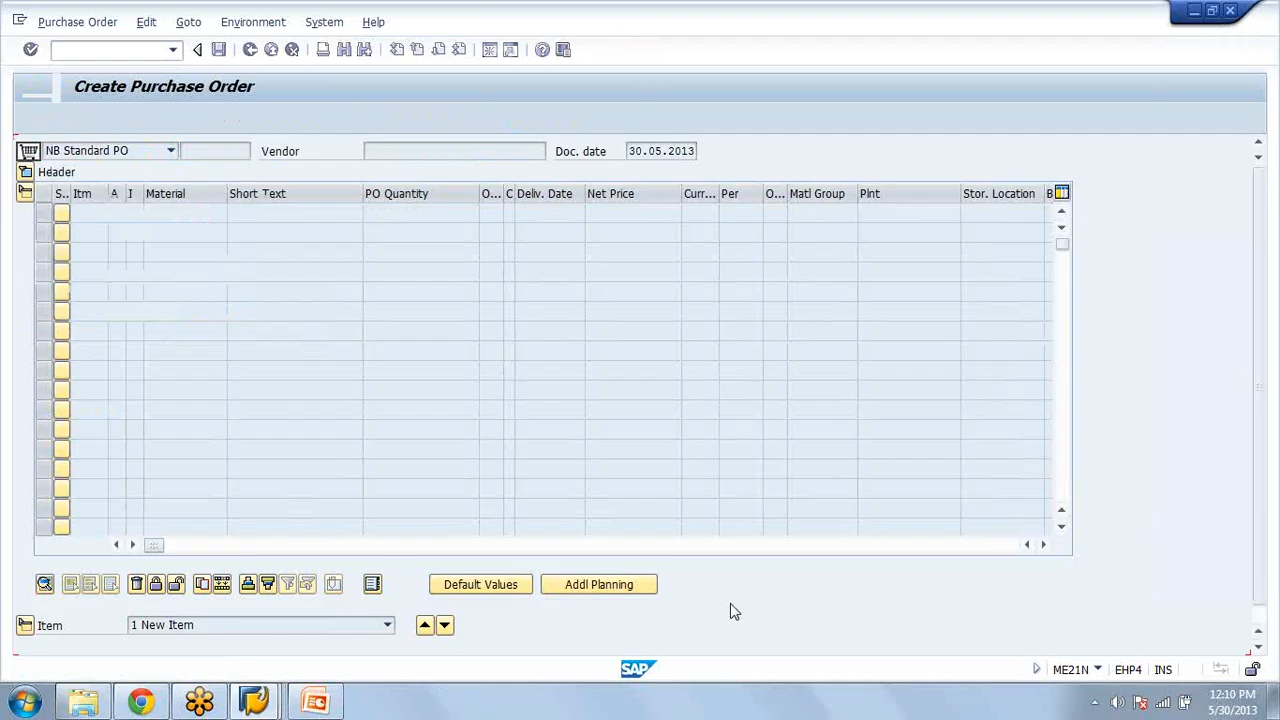 Purchase Order Edit Goto Environment System Help
Create Purchase Order
NB Standard PO Vendor Doc. date 30.05.2013
Header
S.. Itm A I Material Short Text PO Quantity O... C Deliv. Date Net Price Curr... Per O... Matl Group Plnt Stor. Location B
Default Values Addl Planning
Item 1 New Item
SAP ME21N EHP4 INS
12:10 PM
5/30/2013